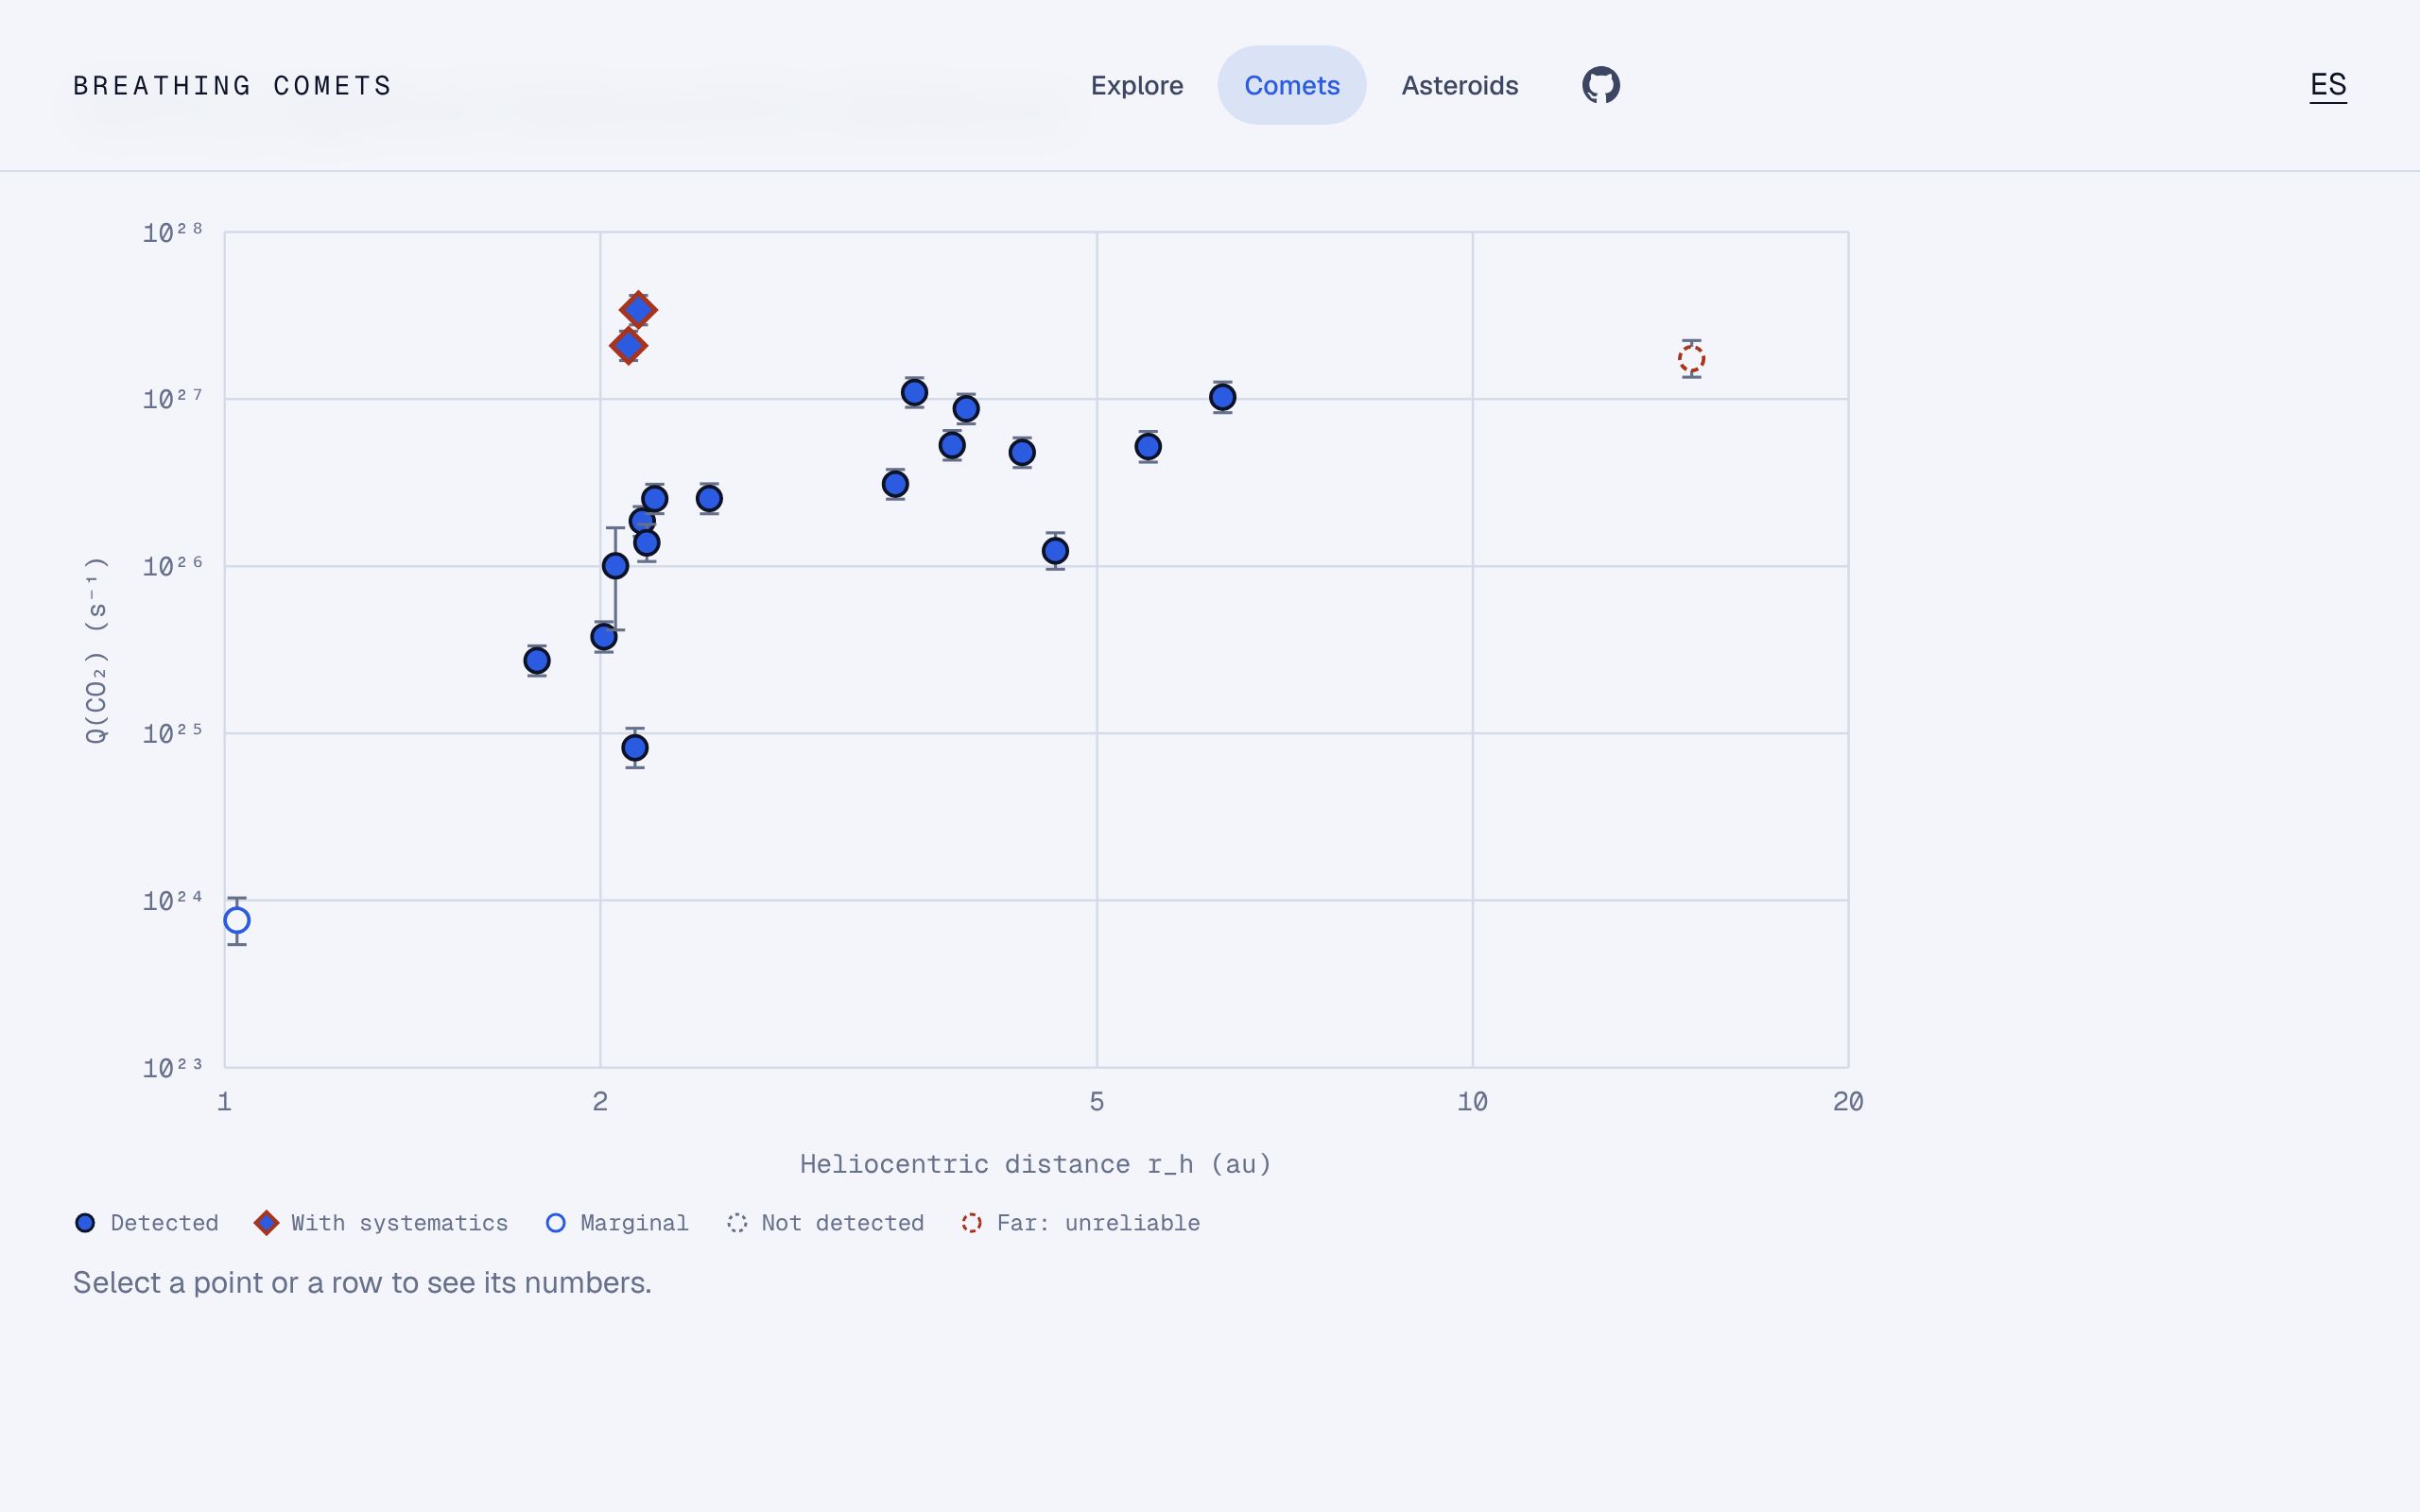 BREATHING COMETS Explore Comets Asteroids ES
10²⁸
10²⁷
10²⁶
10²⁵
10²⁴
10²³
Q(CO₂) (s⁻¹)
1 2 5 10 20
Heliocentric distance r_h (au)
Detected With systematics Marginal Not detected Far: unreliable
Select a point or a row to see its numbers.